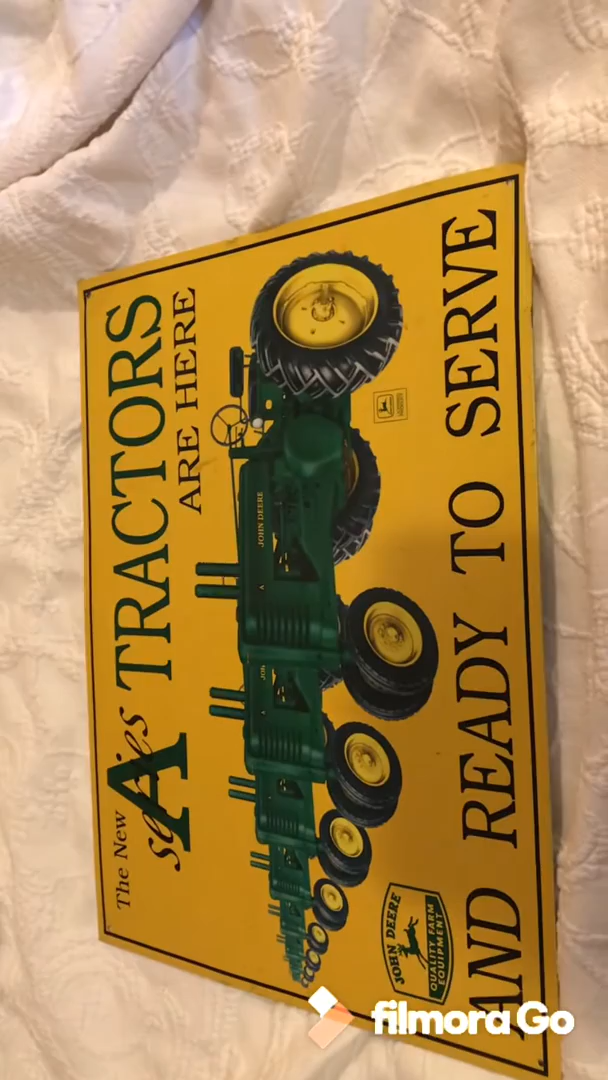 The New
A series TRACTORS
ARE HERE
JOHN DEERE
A
JOHN DEERE
QUALITY FARM
EQUIPMENT
AND READY TO SERVE
filmora Go